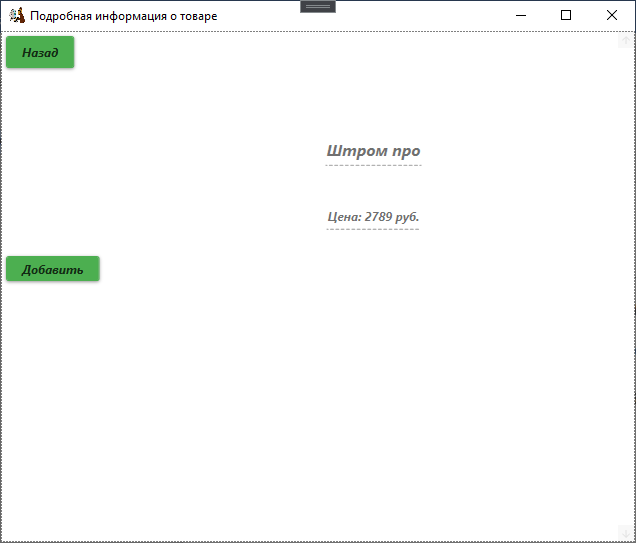 Подробная информация о товаре
Назад
Штром про
Цена: 2789 руб.
Добавить